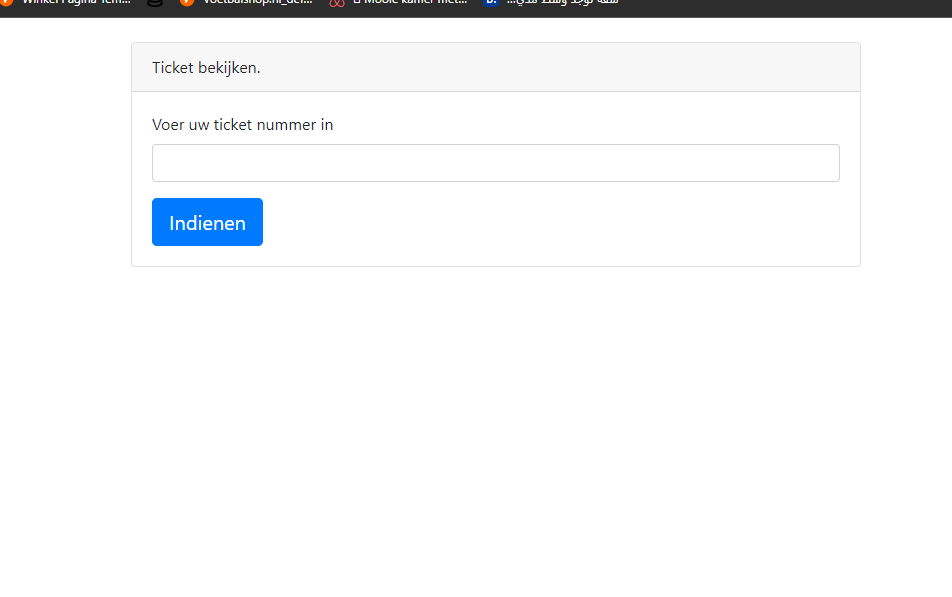 Ticket bekijken.
Voer uw ticket nummer in
Indienen